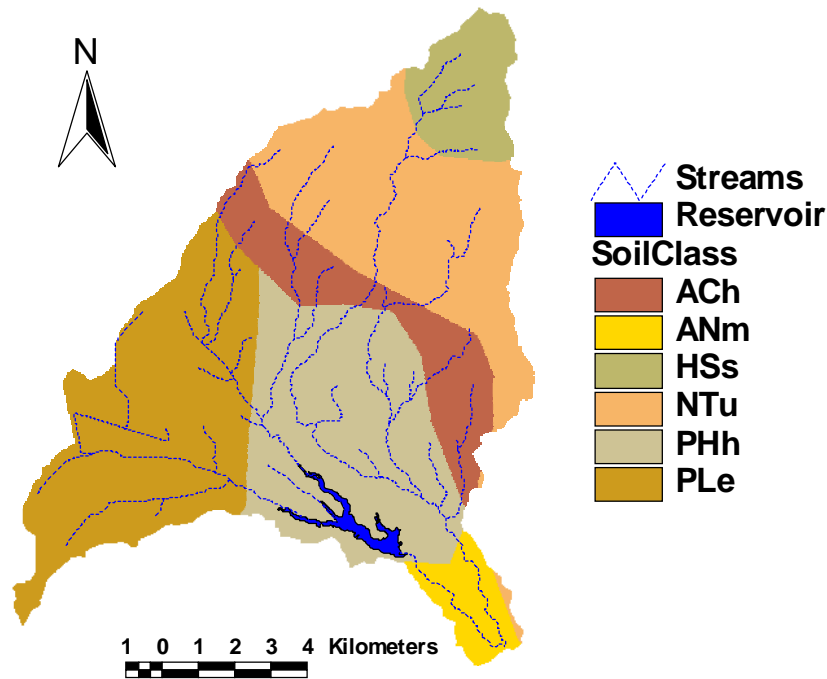 N
Streams
Reservoir
SoilClass
ACh
ANm
HSs
NTu
PHh
PLe
1 0 1 2 3 4 Kilometers